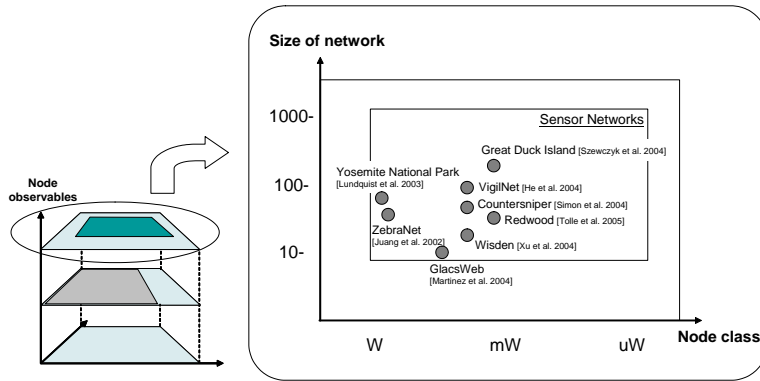 Size of network
1000-
Sensor Networks
Great Duck Island [Szewczyk et al. 2004]
Yosemite National Park
[Lundquist et al. 2003]
100-
VigilNet [He et al. 2004]
Countersniper [Simon et al. 2004]
Redwood [Tolle et al. 2005]
ZebraNet
[Juang et al. 2002]
Wisden [Xu et al. 2004]
10-
GlacsWeb
[Martinez et al. 2004]
Node class
W
mW
uW
Node
observables